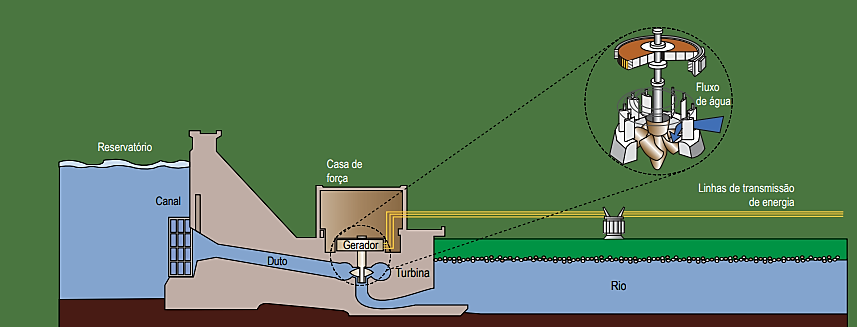 Fluxo
de água
Reservatório
Casa de
força
Linhas de transmissão
de energia
Canal
Gerador
Duto
Turbina
Rio